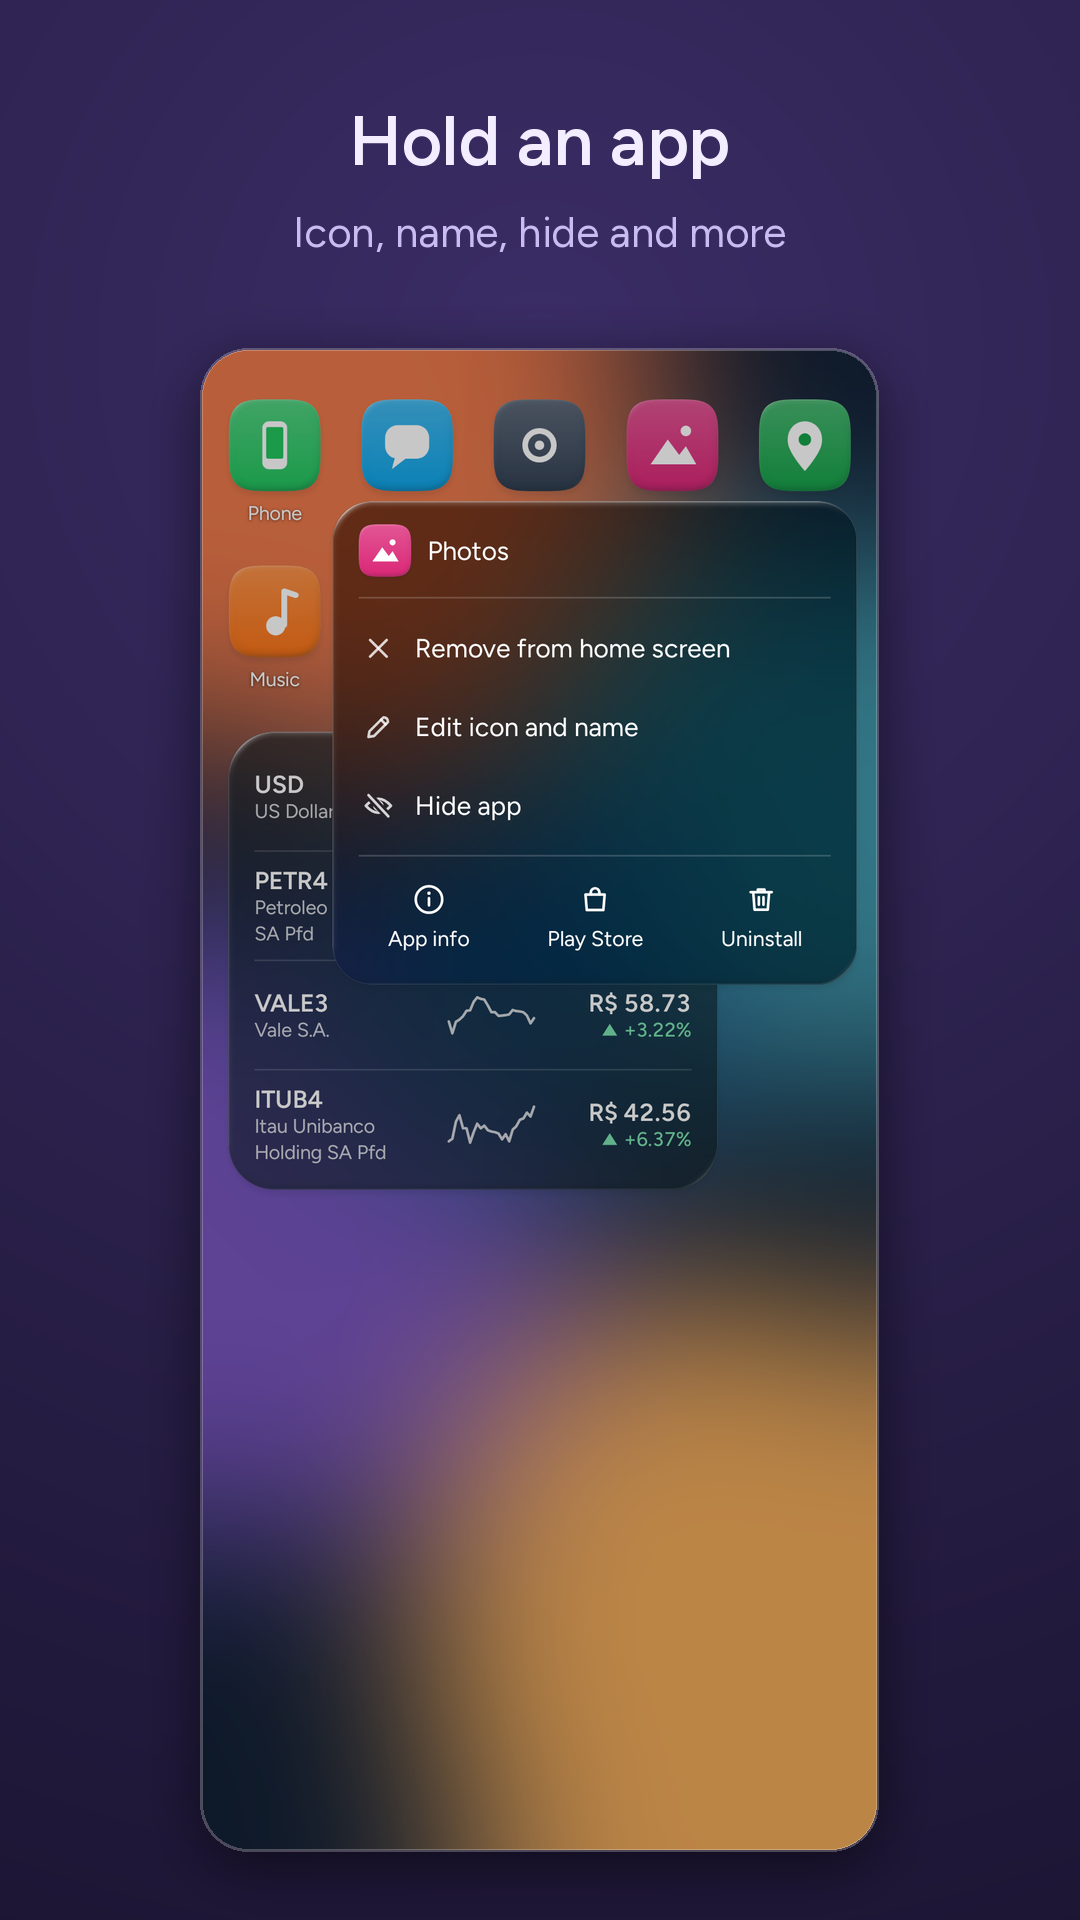 Hold an app
Icon, name, hide and more
Phone
Photos
Remove from home screen
Music
Edit icon and name
USD
US Dollar
Hide app
PETR4
Petroleo
SA Pfd
App info
Play Store
Uninstall
VALE3
Vale S.A.
R$ 58.73
▲ +3.22%
ITUB4
Itau Unibanco
Holding SA Pfd
R$ 42.56
▲ +6.37%